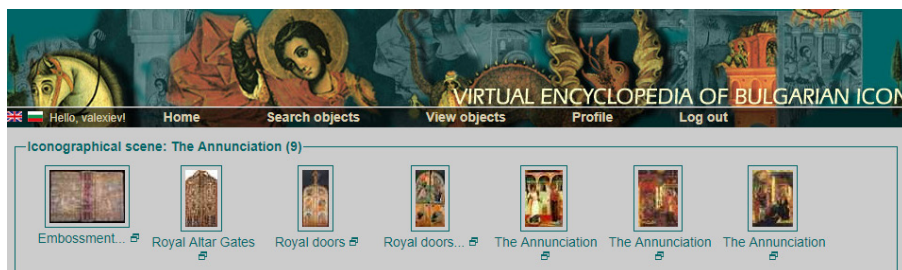 VIRTUAL ENCYCLOPEDIA OF BULGARIAN ICON
Hello, valexiev! Home Search objects View objects Profile Log out
Iconographical scene: The Annunciation (9)
Embossment... Royal Altar Gates Royal doors Royal doors... The Annunciation The Annunciation The Annunciation